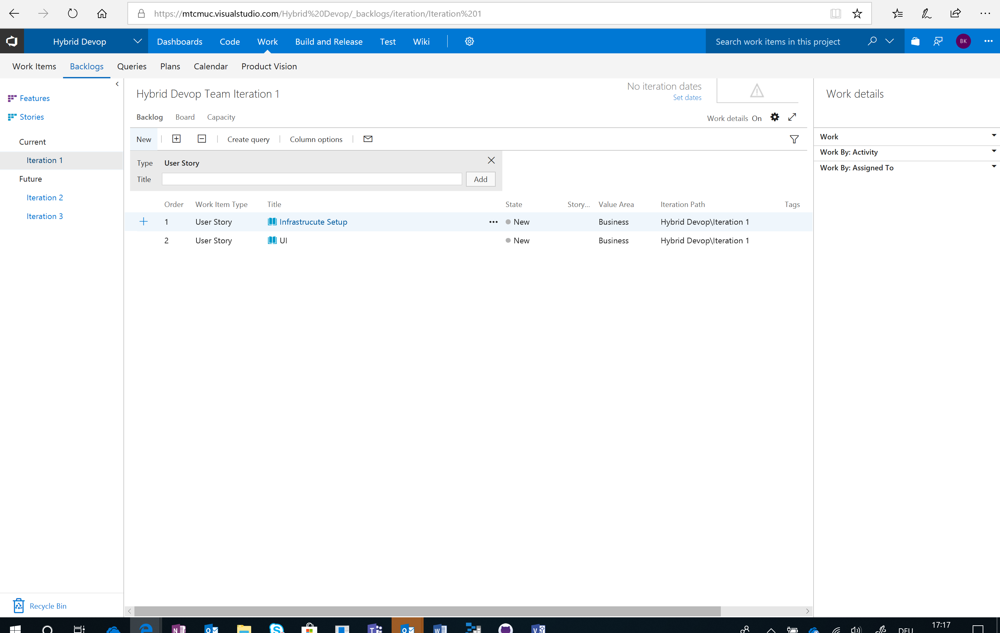 https://mtcmuc.visualstudio.com/Hybrid%20Devop/_backlogs/iteration/Iteration%201
Hybrid Devop Dashboards Code Work Build and Release Test Wiki Search work items in this project BK
Work Items Backlogs Queries Plans Calendar Product Vision
Features
Stories
Current
Iteration 1
Future
Iteration 2
Iteration 3
Recycle Bin
Hybrid Devop Team Iteration 1
No iteration dates
Set dates
Backlog Board Capacity Work details On
New Create query Column options
Type User Story
Title Add
Order Work Item Type Title State Story... Value Area Iteration Path Tags
1 User Story Infrastrucute Setup ... New Business Hybrid Devop\Iteration 1
2 User Story UI New Business Hybrid Devop\Iteration 1
Work details
Work
Work By: Activity
Work By: Assigned To
DEU 17:17